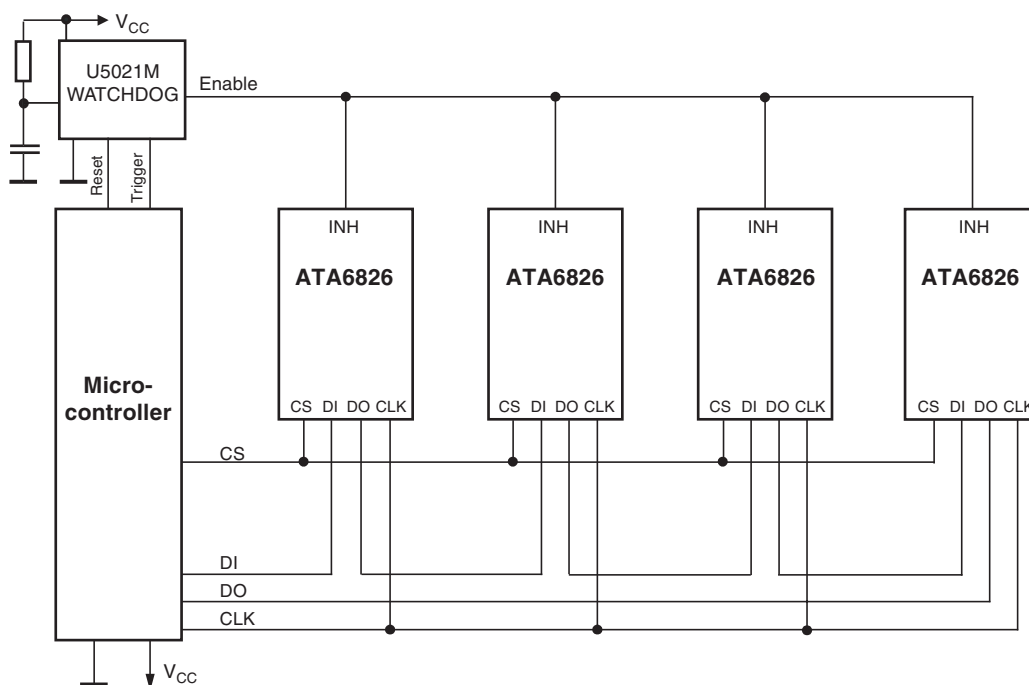 VCC
U5021M
WATCHDOG
Enable
Reset
Trigger
INH
ATA6826
CS DI DO CLK
INH
ATA6826
CS DI DO CLK
INH
ATA6826
CS DI DO CLK
INH
ATA6826
CS DI DO CLK
Micro-
controller
CS
DI
DO
CLK
VCC